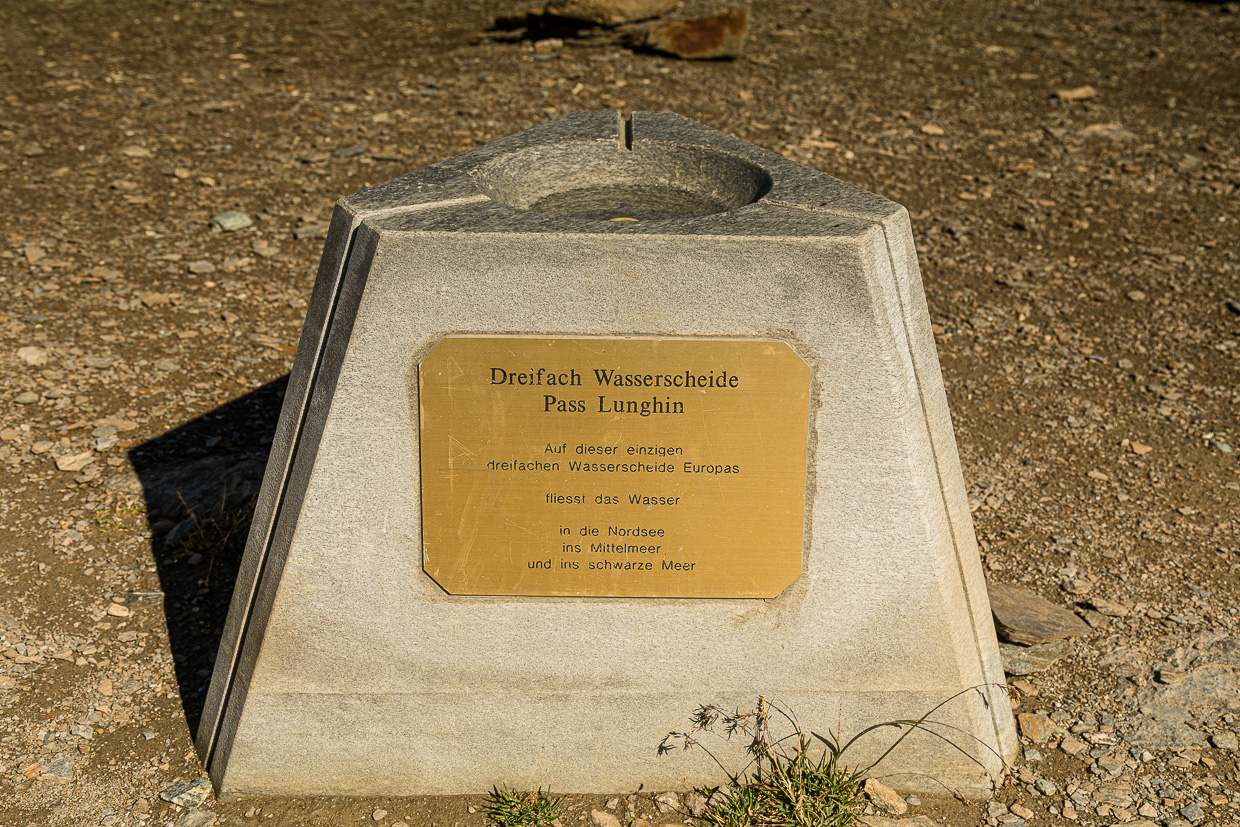 Dreifach Wasserscheide
Pass Lunghin
Auf dieser einzigen
dreifachen Wasserscheide Europas
fliesst das Wasser
in die Nordsee
ins Mittelmeer
und ins schwarze Meer